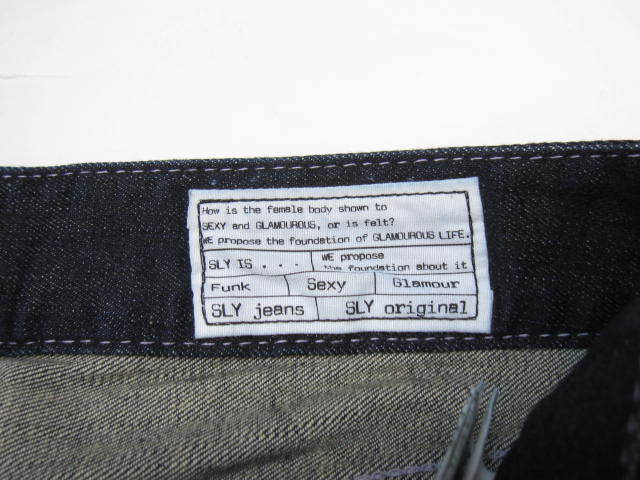 How is the female body shown to
SEXY and GLAMOUROUS, or is felt?
WE propose the foundation of GLAMOUROUS LIFE.
SLY IS . . . WE propose
the foundation about it
Funk Sexy Glamour
SLY jeans SLY original